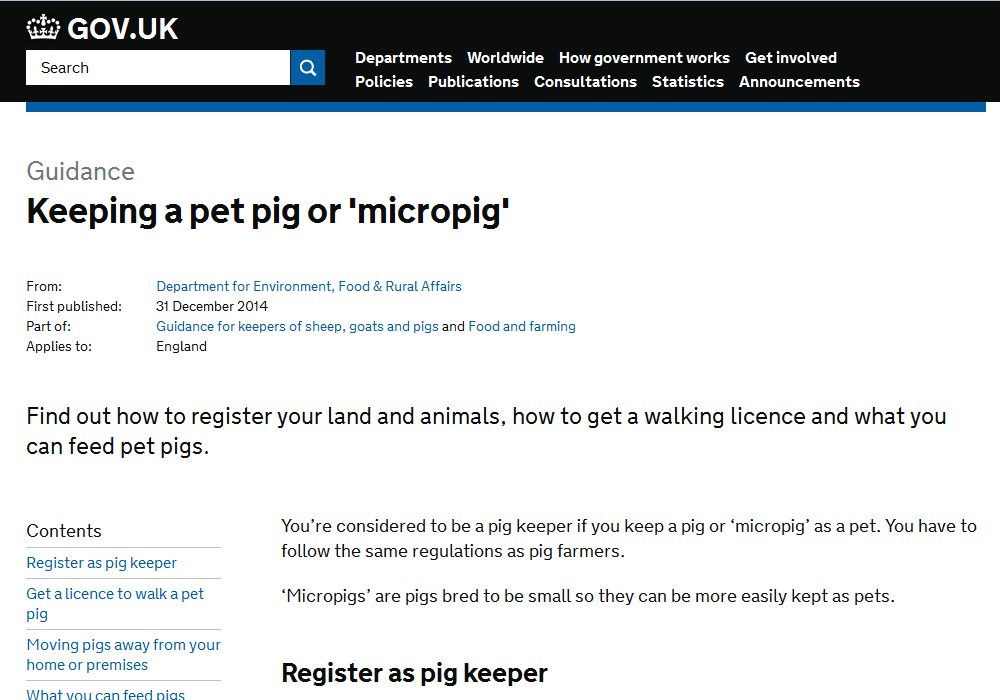 GOV.UK
Search
Departments Worldwide How government works Get involved
Policies Publications Consultations Statistics Announcements
Guidance
Keeping a pet pig or 'micropig'
From: Department for Environment, Food & Rural Affairs
First published: 31 December 2014
Part of: Guidance for keepers of sheep, goats and pigs and Food and farming
Applies to: England
Find out how to register your land and animals, how to get a walking licence and what you
can feed pet pigs.
Contents
Register as pig keeper
Get a licence to walk a pet
pig
Moving pigs away from your
home or premises
What you can feed pigs
You’re considered to be a pig keeper if you keep a pig or ‘micropig’ as a pet. You have to
follow the same regulations as pig farmers.
‘Micropigs’ are pigs bred to be small so they can be more easily kept as pets.
Register as pig keeper